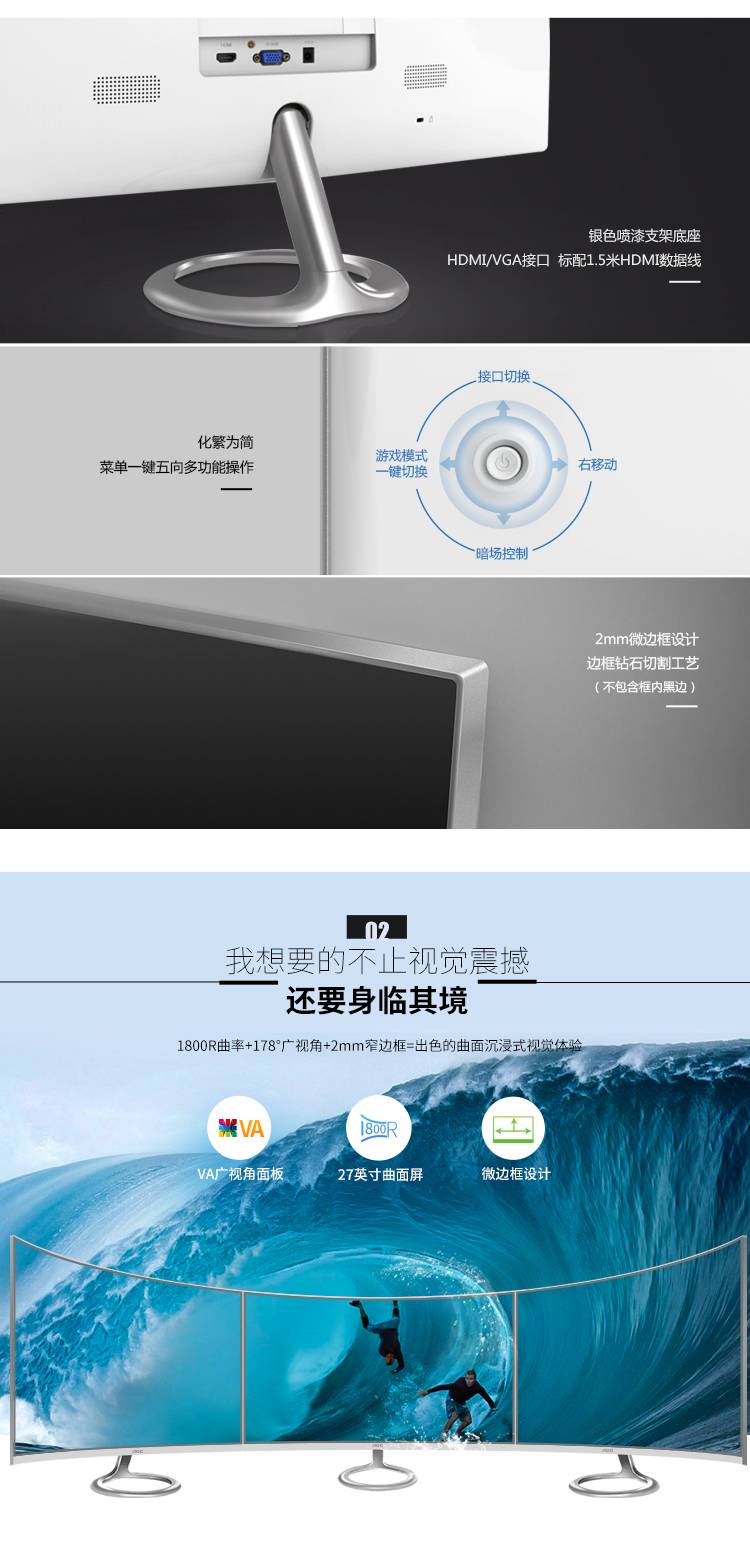 HDMI
银色喷漆支架底座
HDMI/VGA接口 标配1.5米HDMI数据线
接口切换
化繁为简
菜单一键五向多功能操作
游戏模式
一键切换
右移动
暗场控制
2mm微边框设计
边框钻石切割工艺
（不包含框内黑边）
02
我想要的不止视觉震撼
还要身临其境
1800R曲率+178°广视角+2mm窄边框=出色的曲面沉浸式视觉体验
VA
1800R
VA广视角面板
27英寸曲面屏
微边框设计
AOC
AOC
AOC